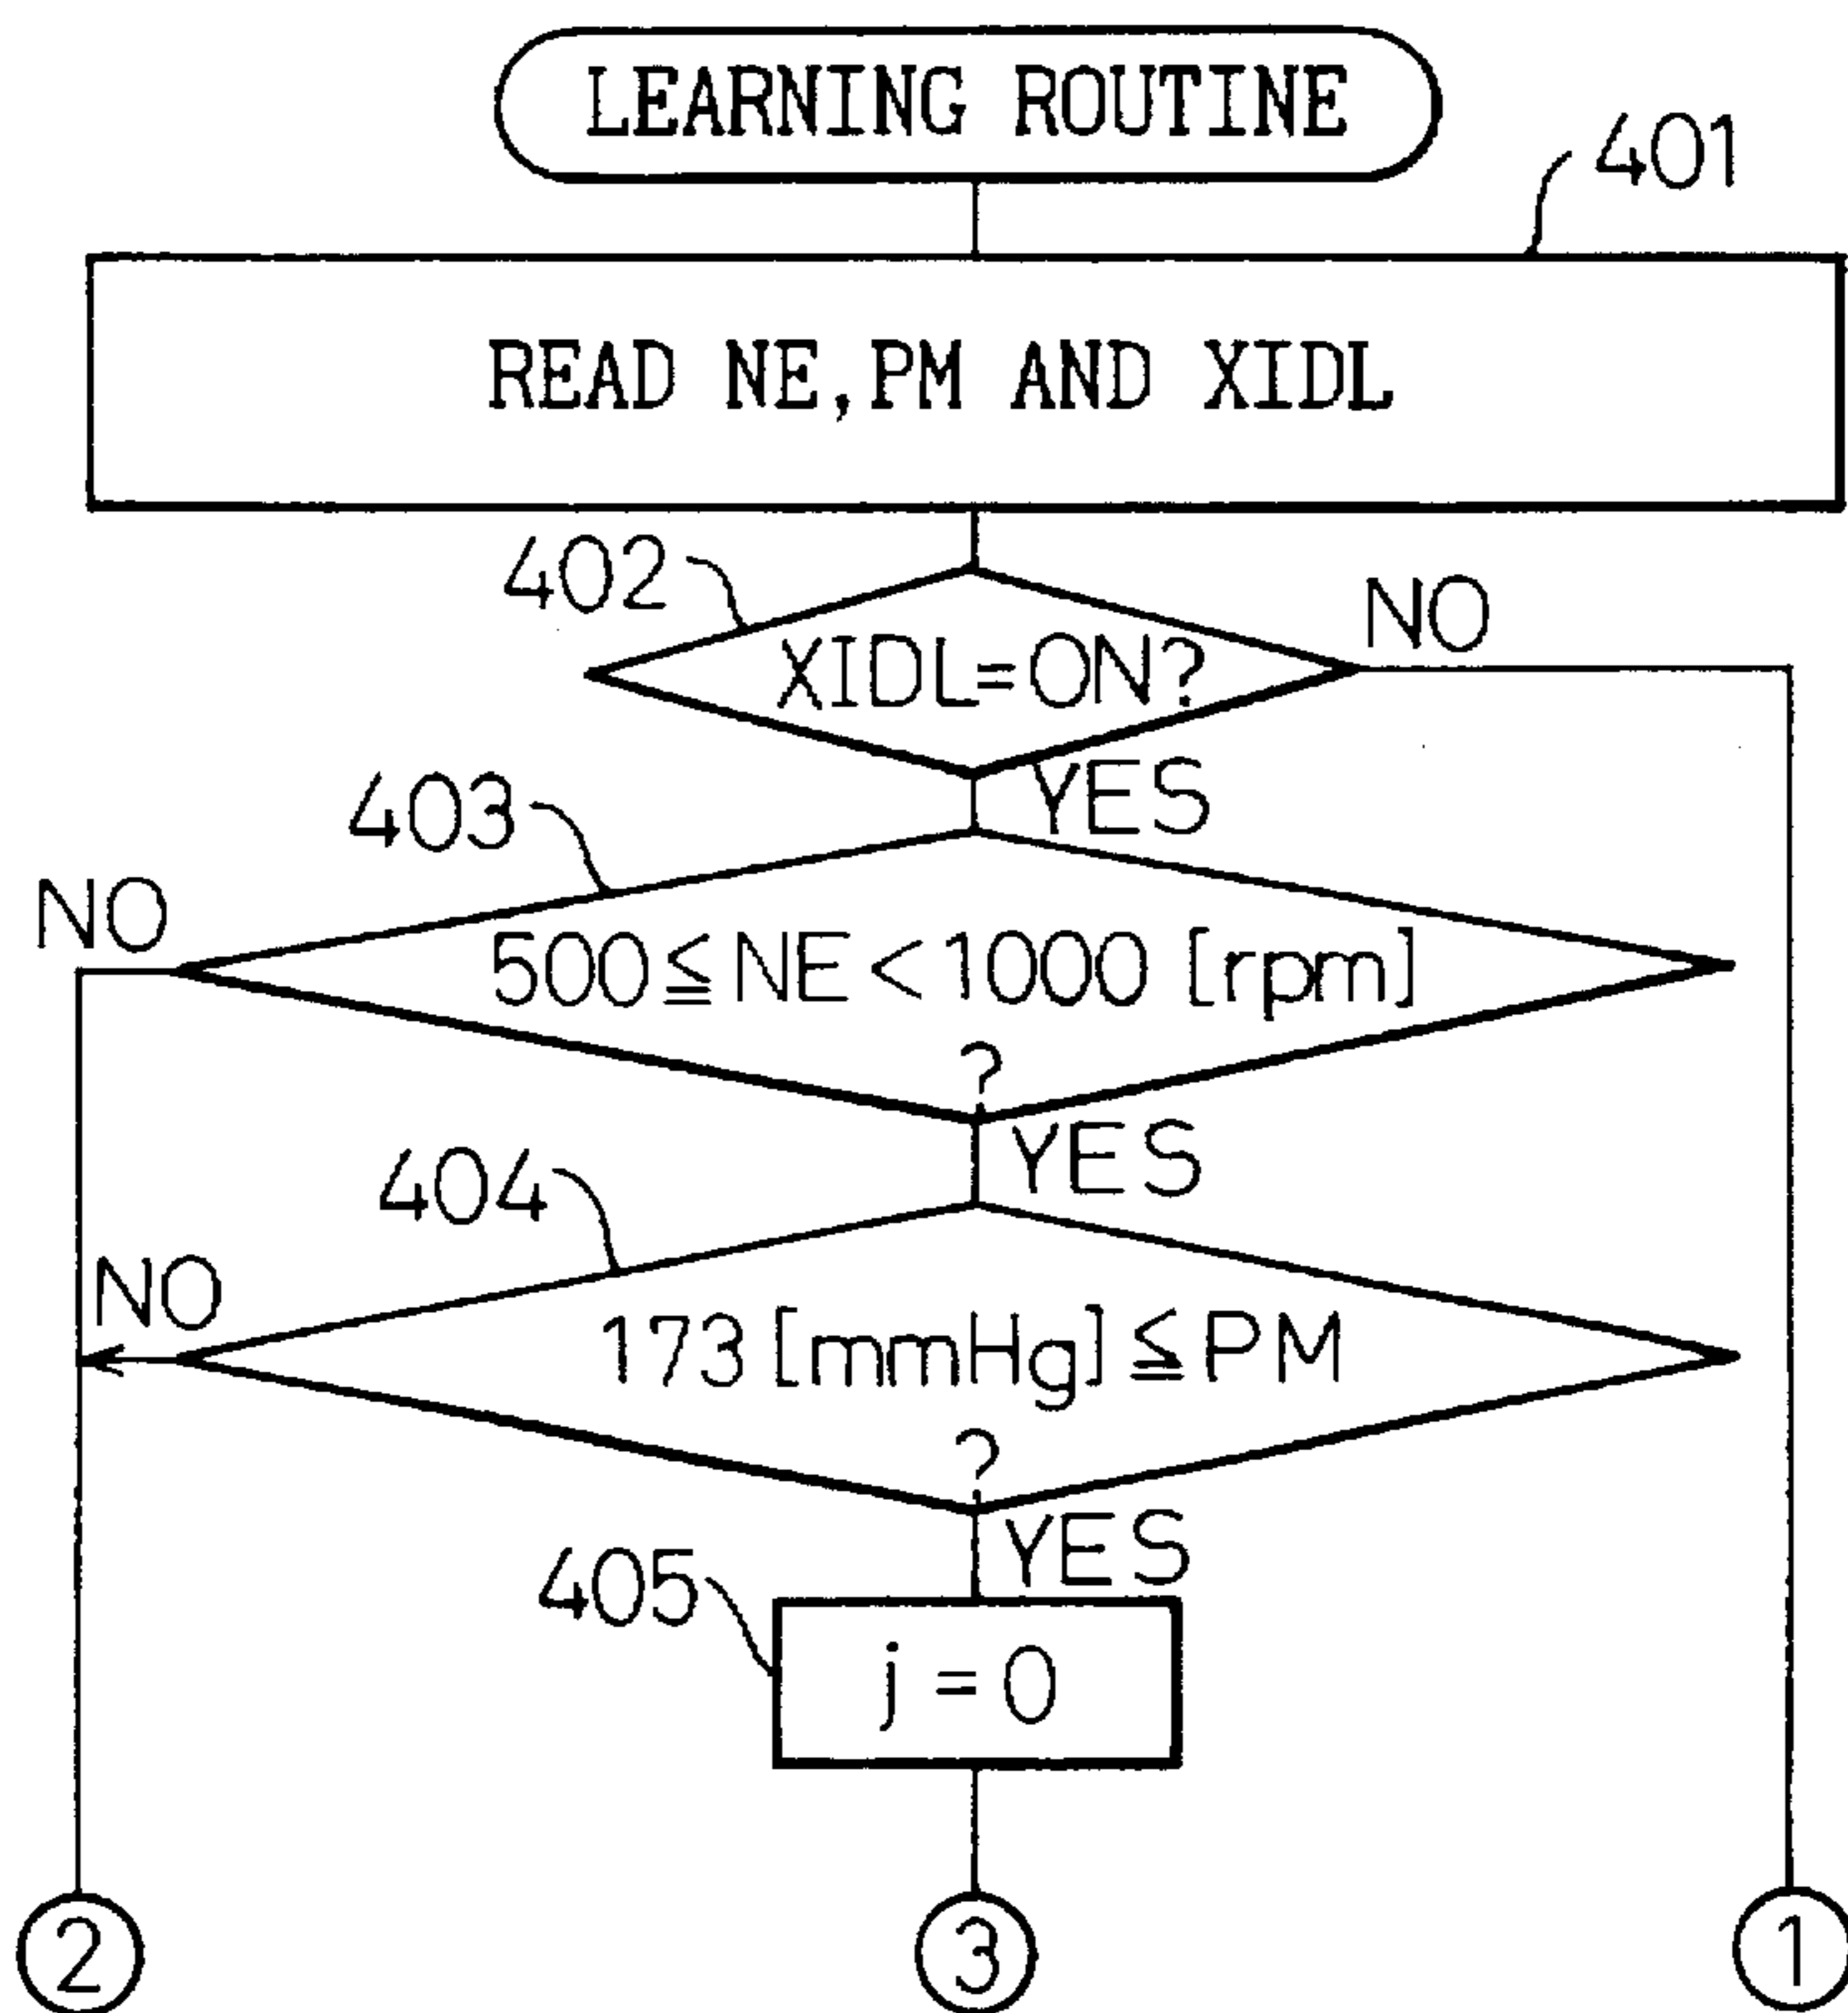 LEARNING ROUTINE
401
READ NE,PM AND XIDL
402
NO
XIDL=ON?
YES
403
NO
500≦NE<1000 [rpm]
?
YES
404
NO
173 [mmHg]≦PM
?
YES
405
j=0
2
3
1